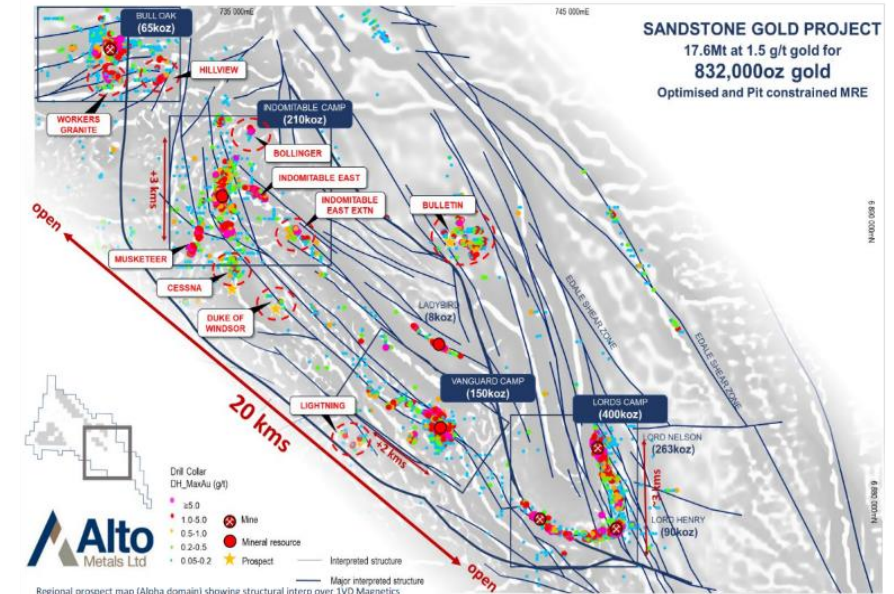 735 000mE
745 000mE
BULL OAK
(65koz)
SANDSTONE GOLD PROJECT
17.6Mt at 1.5 g/t gold for
832,000oz gold
Optimised and Pit constrained MRE
HILLVIEW
WORKERS
GRANITE
INDOMITABLE CAMP
(210koz)
BOLLINGER
+3 kms
INDOMITABLE EAST
INDOMITABLE
EAST EXTN
BULLETIN
6 890 000mN
open
MUSKETEER
CESSNA
DUKE OF
WINDSOR
LADYBIRD
(8koz)
EDALE SHEAR ZONE
EDALE SHEAR ZONE
VANGUARD CAMP
(150koz)
LORDS CAMP
(400koz)
20 kms
LIGHTNING
+2 kms
LORD NELSON
(263koz)
~3 kms
LORD HENRY
(90koz)
6 880 000mN
open
Drill Collar
DH_MaxAu (g/t)
≥5.0
1.0-5.0
0.5-1.0
0.2-0.5
0.05-0.2
Mine
Mineral resource
Prospect
Interpreted structure
Major interpreted structure
Alto
Metals Ltd
Regional prospect map (Alpha domain) showing structural interp over 1VD Magnetics